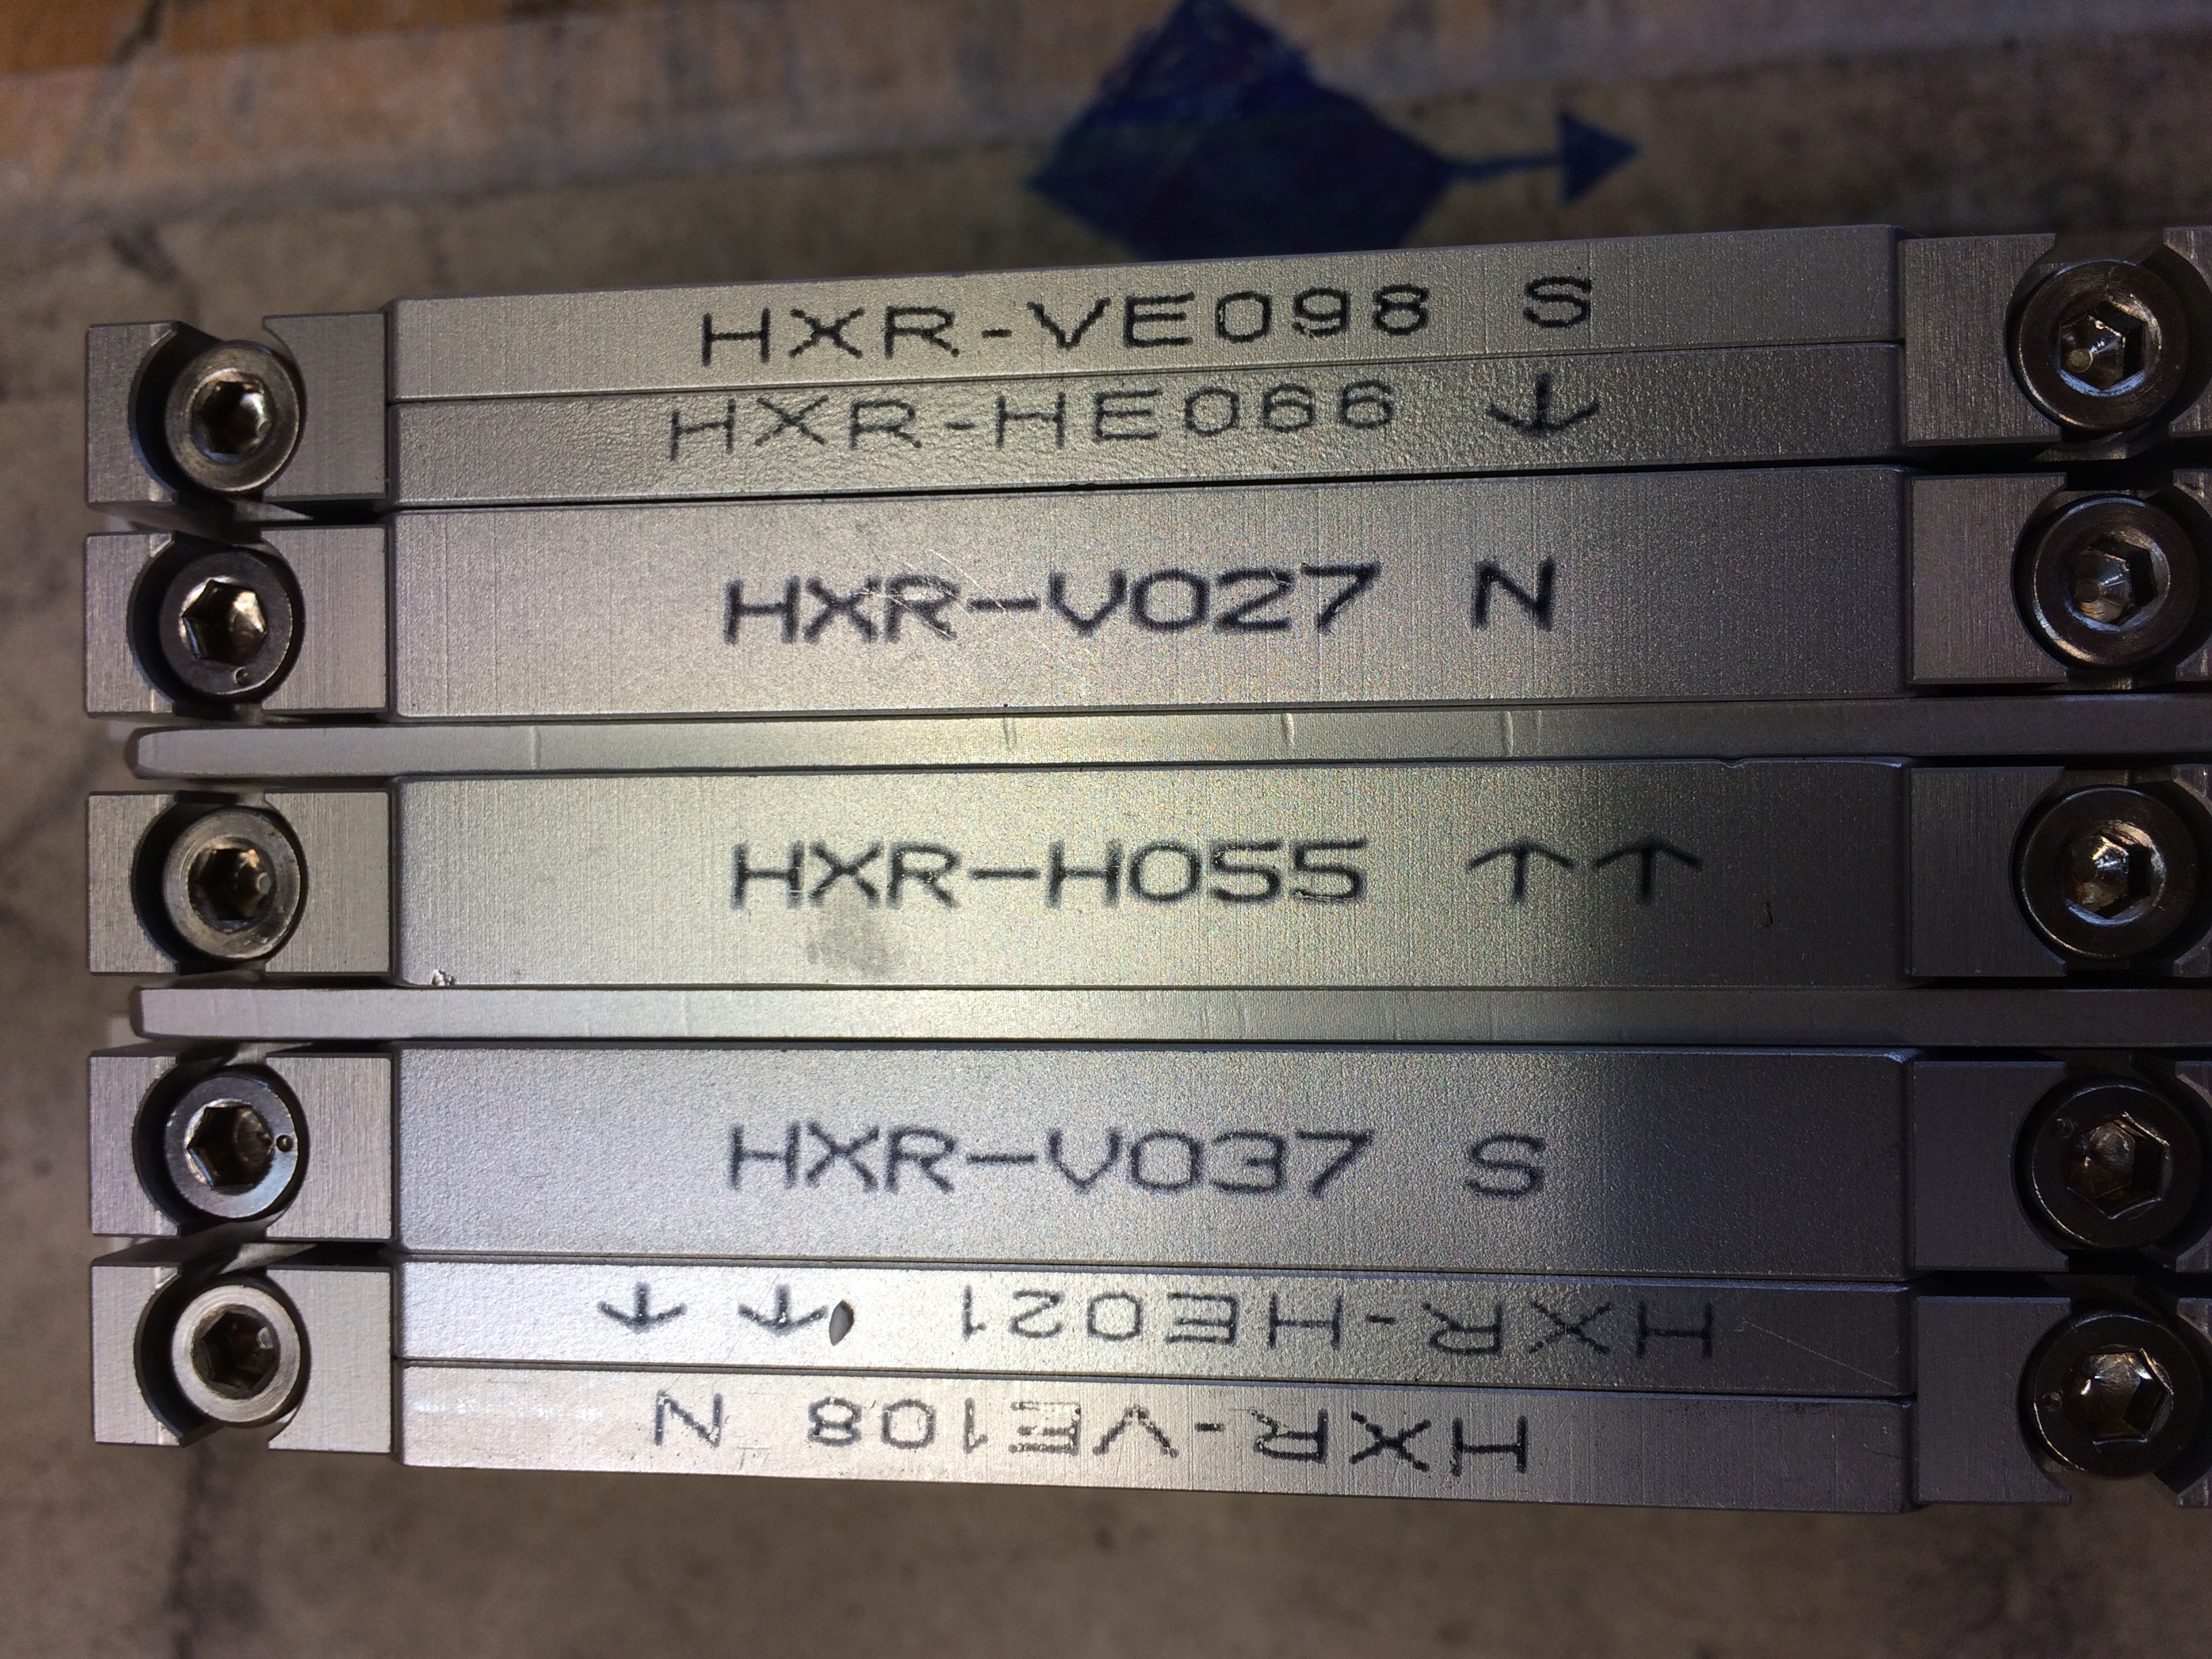 HXR-VE098 S
HXR-HE066 ↓
HXR-V027 N
HXR-H055 ↑↑
HXR-V037 S
HXR-HE021 ↓↓
HXR-VE108 N